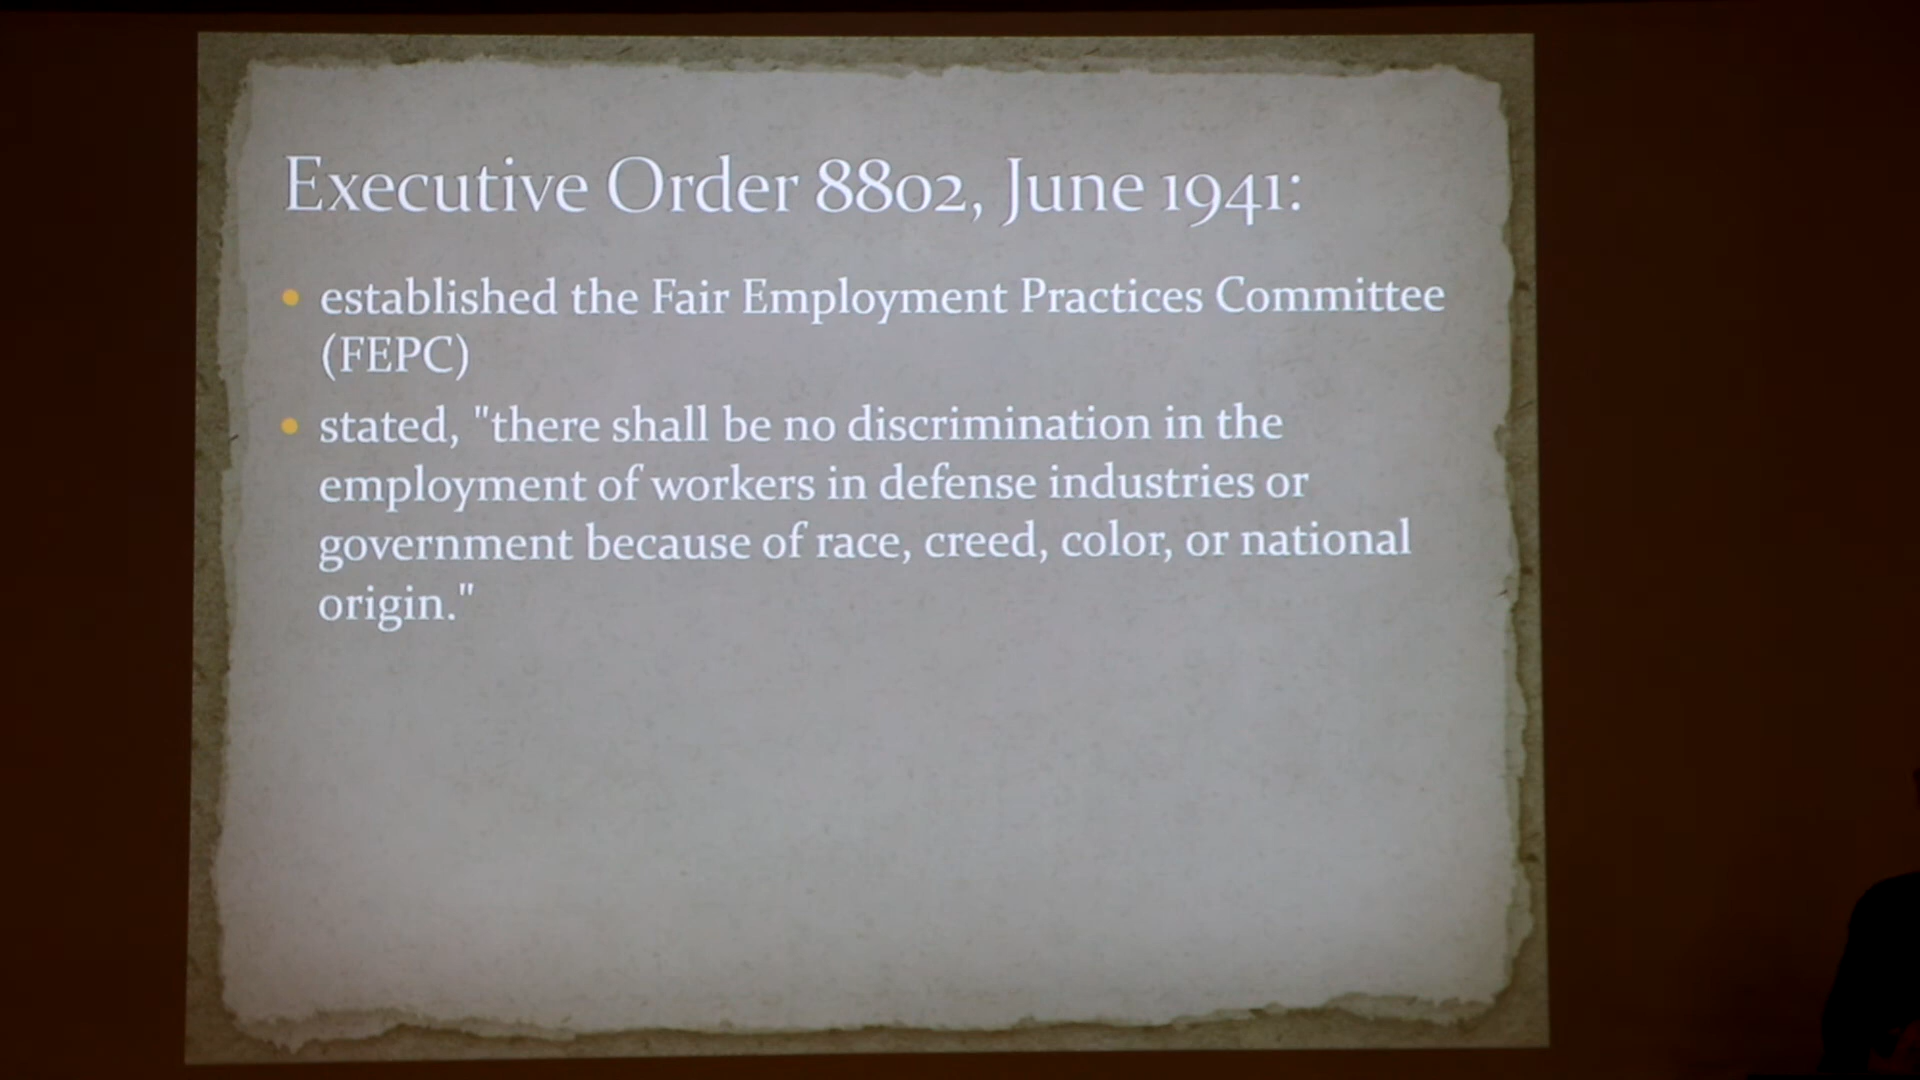 Executive Order 8802, June 1941:
• established the Fair Employment Practices Committee
(FEPC)
• stated, "there shall be no discrimination in the
employment of workers in defense industries or
government because of race, creed, color, or national
origin."